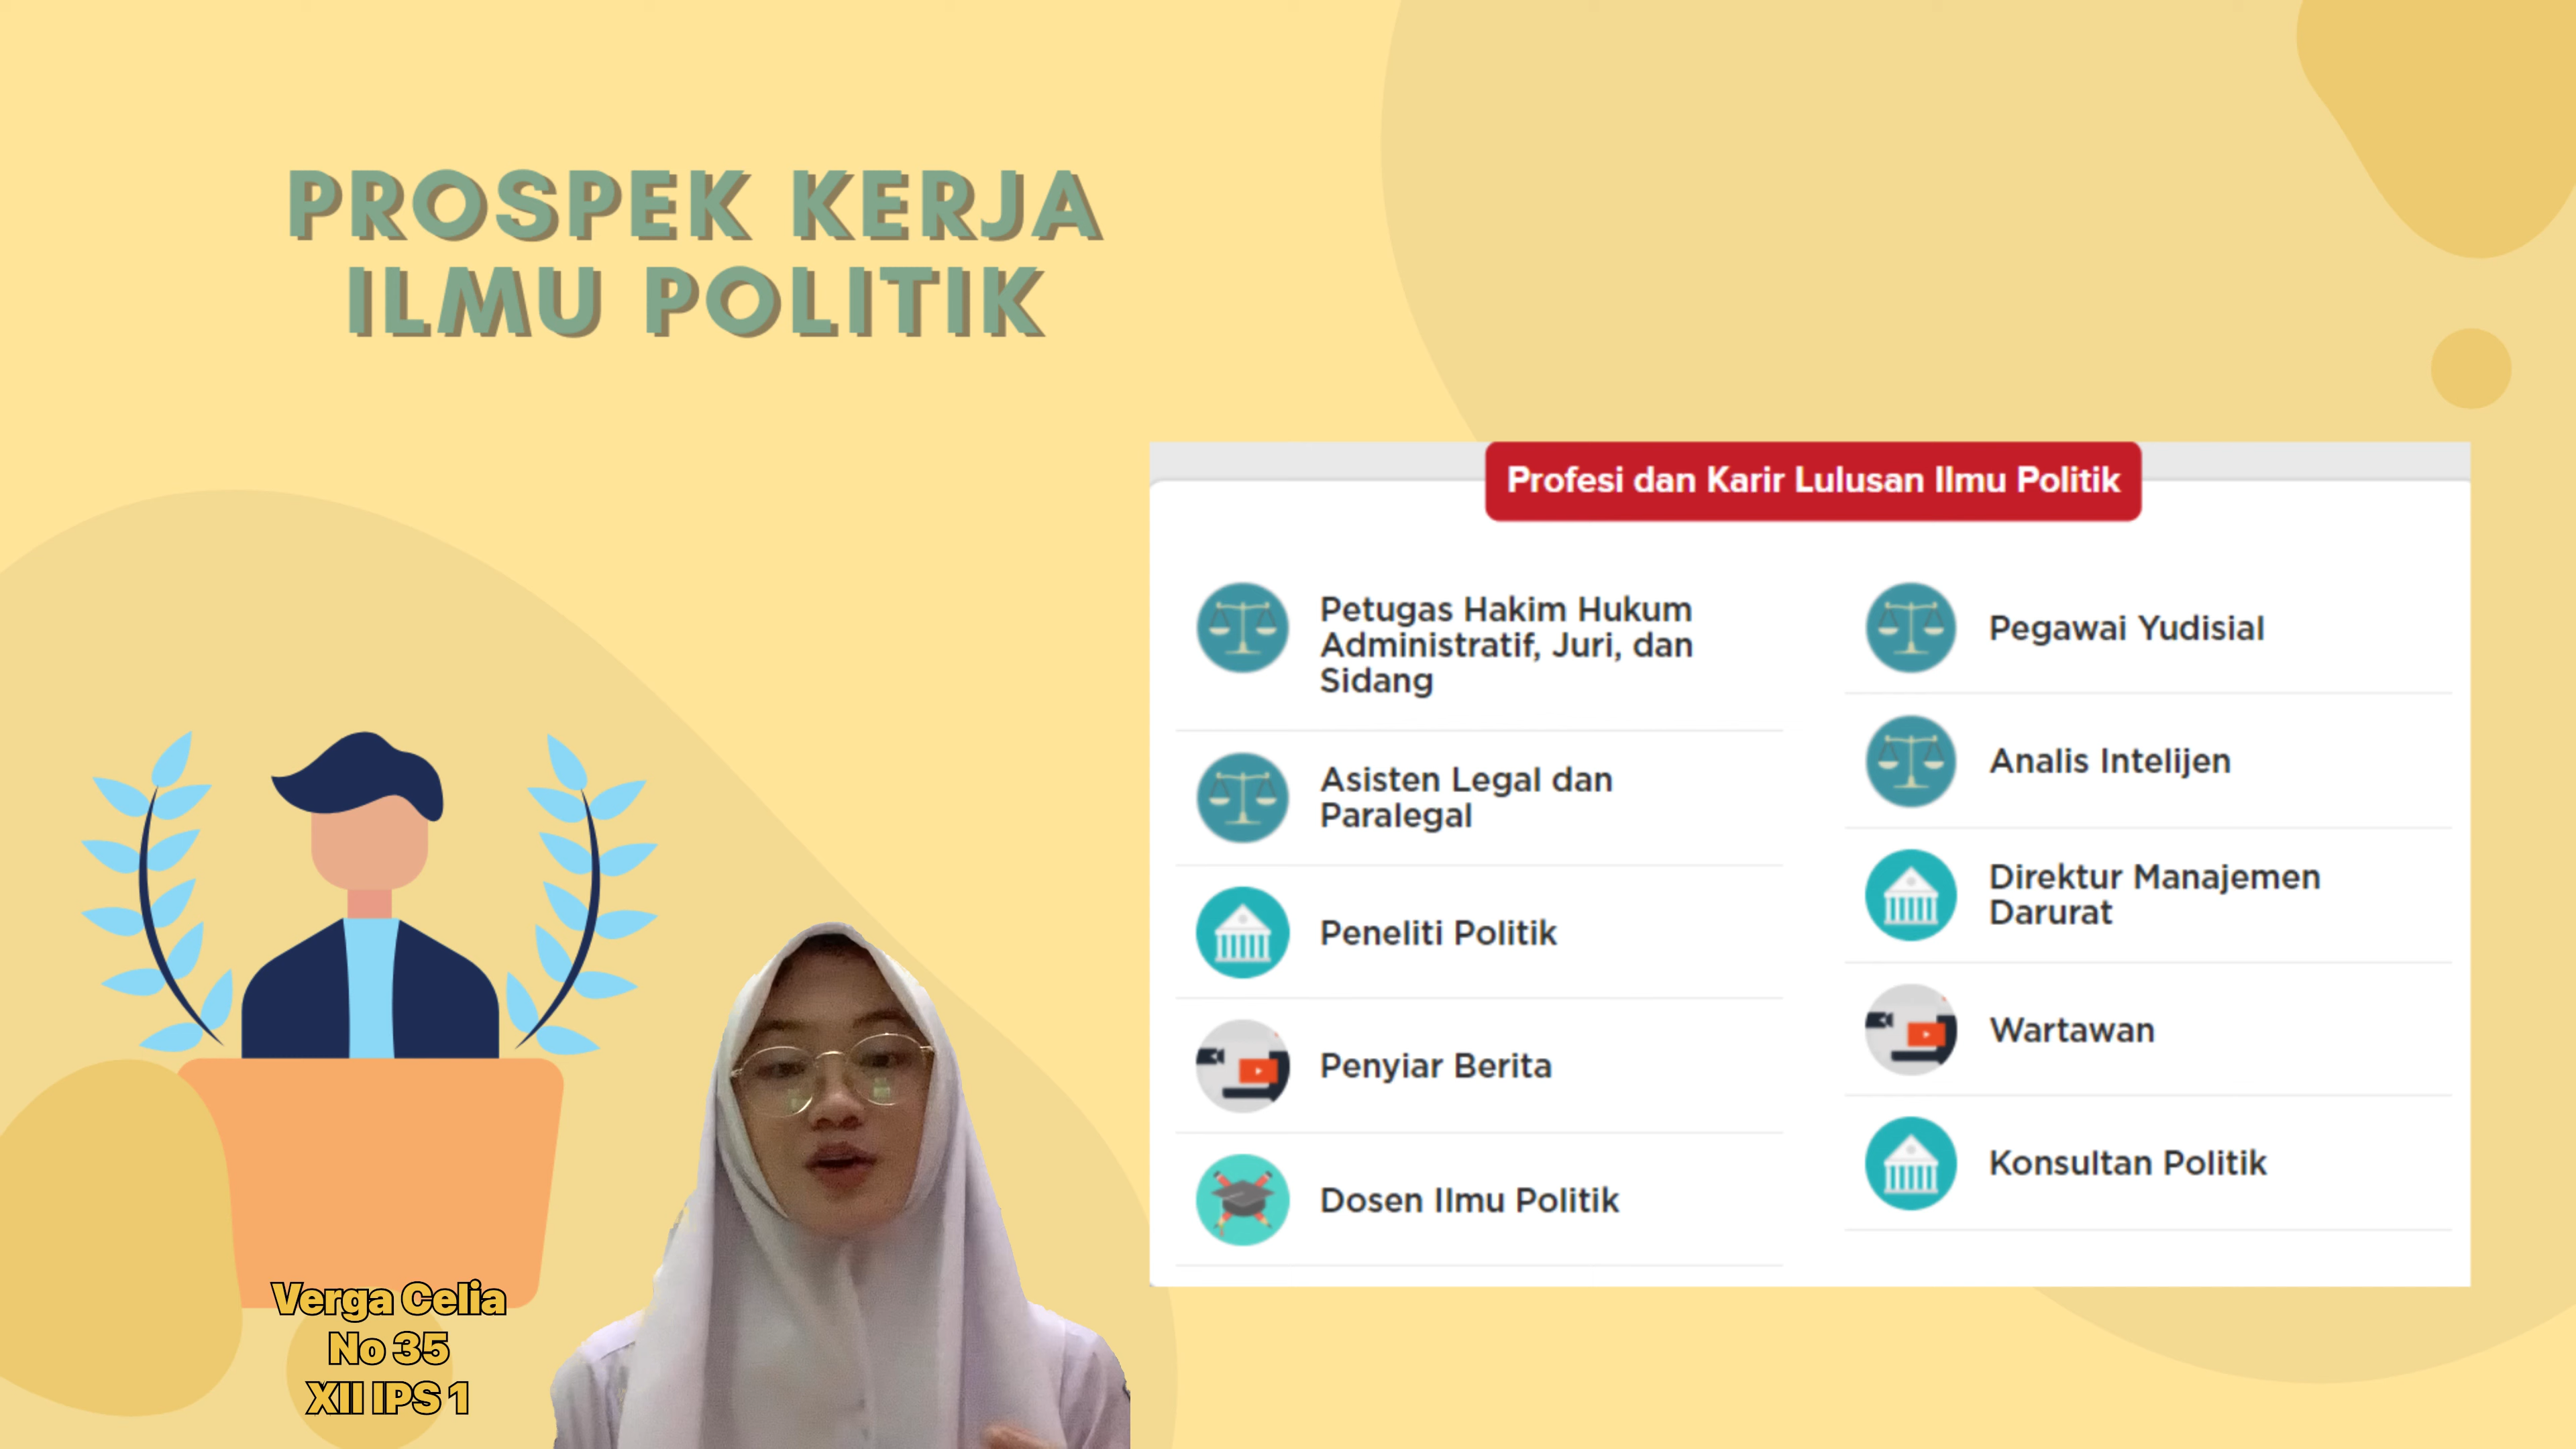 PROSPEK KERJA
ILMU POLITIK
Profesi dan Karir Lulusan Ilmu Politik
Petugas Hakim Hukum
Administratif, Juri, dan
Sidang
Asisten Legal dan
Paralegal
Peneliti Politik
Penyiar Berita
Dosen Ilmu Politik
Pegawai Yudisial
Analis Intelijen
Direktur Manajemen
Darurat
Wartawan
Konsultan Politik
Verga Celia
No 35
XII IPS 1